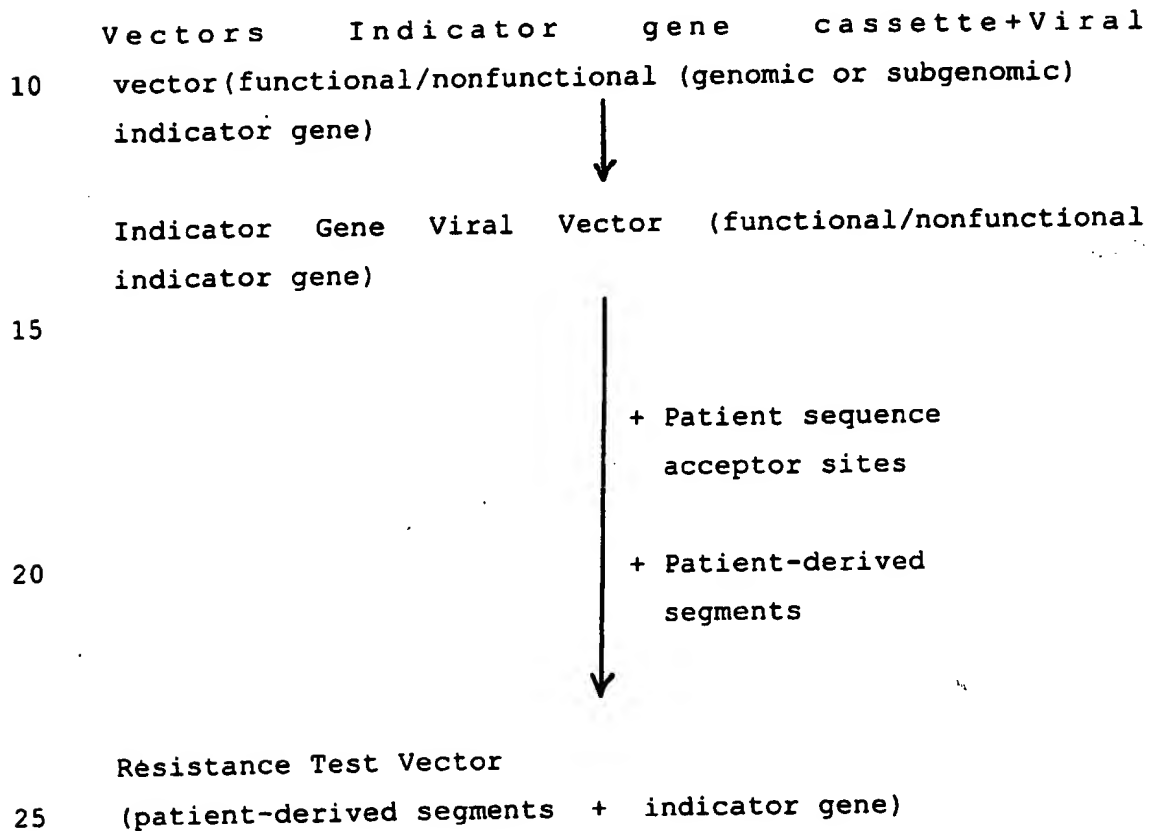 Vectors Indicator gene cassette+Viral
10 vector(functional/nonfunctional (genomic or subgenomic)
indicator gene)
Indicator Gene Viral Vector (functional/nonfunctional
indicator gene)
15
+ Patient sequence
acceptor sites
20 + Patient-derived
segments
Resistance Test Vector
25 (patient-derived segments + indicator gene)